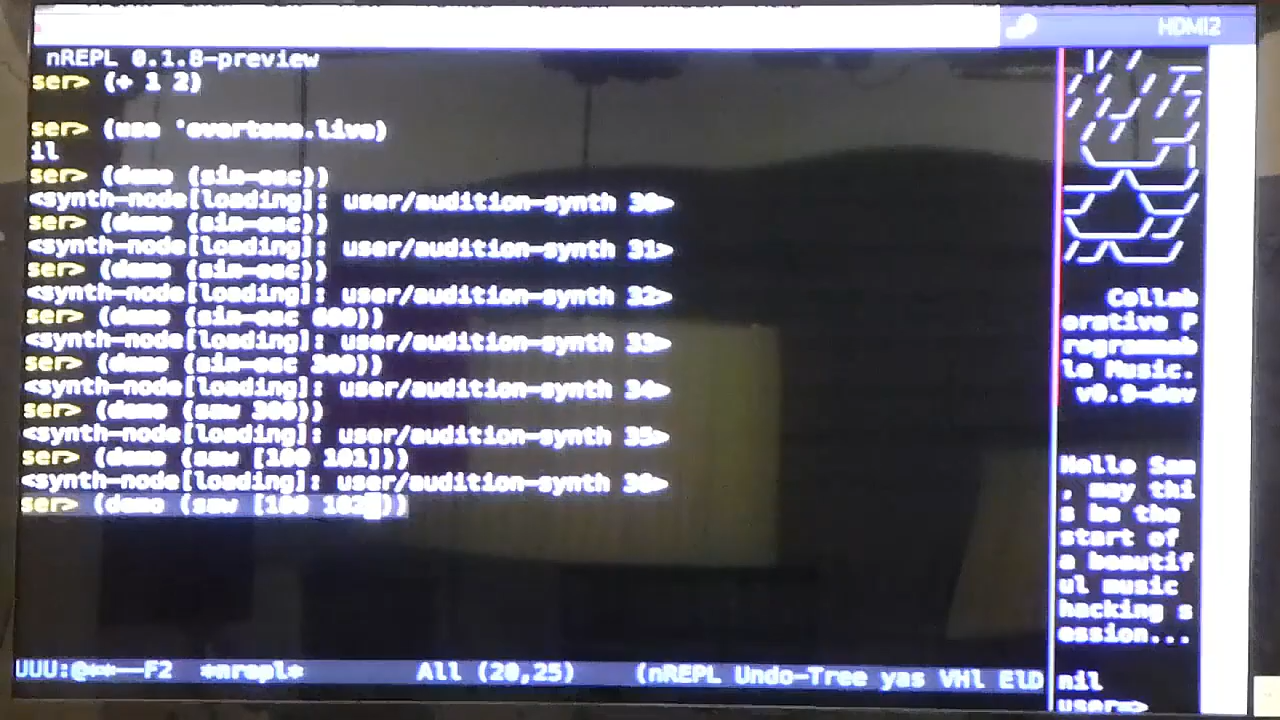 HDMI2
nREPL 0.1.8-preview
ser> (+ 1 2)
ser> (use 'overtone.live)
il
ser> (demo (sin-osc))
<synth-node[loading]: user/audition-synth 30>
ser> (demo (sin-osc))
<synth-node[loading]: user/audition-synth 31>
ser> (demo (sin-osc))
<synth-node[loading]: user/audition-synth 32>
ser> (demo (sin-osc 600))
<synth-node[loading]: user/audition-synth 33>
ser> (demo (sin-osc 300))
<synth-node[loading]: user/audition-synth 34>
ser> (demo (saw 300))
<synth-node[loading]: user/audition-synth 35>
ser> (demo (saw [100 101]))
<synth-node[loading]: user/audition-synth 36>
ser> (demo (saw [100 102]))
UUU:@**--F2 *nrepl* All (20,25) (nREPL Undo-Tree yas VHl ElD
Collab
orative P
rogrammab
le Music.
v0.9-dev
Hello Sam
, may thi
s be the
start of
a beautif
ul music
hacking s
ession...
nil
user=>